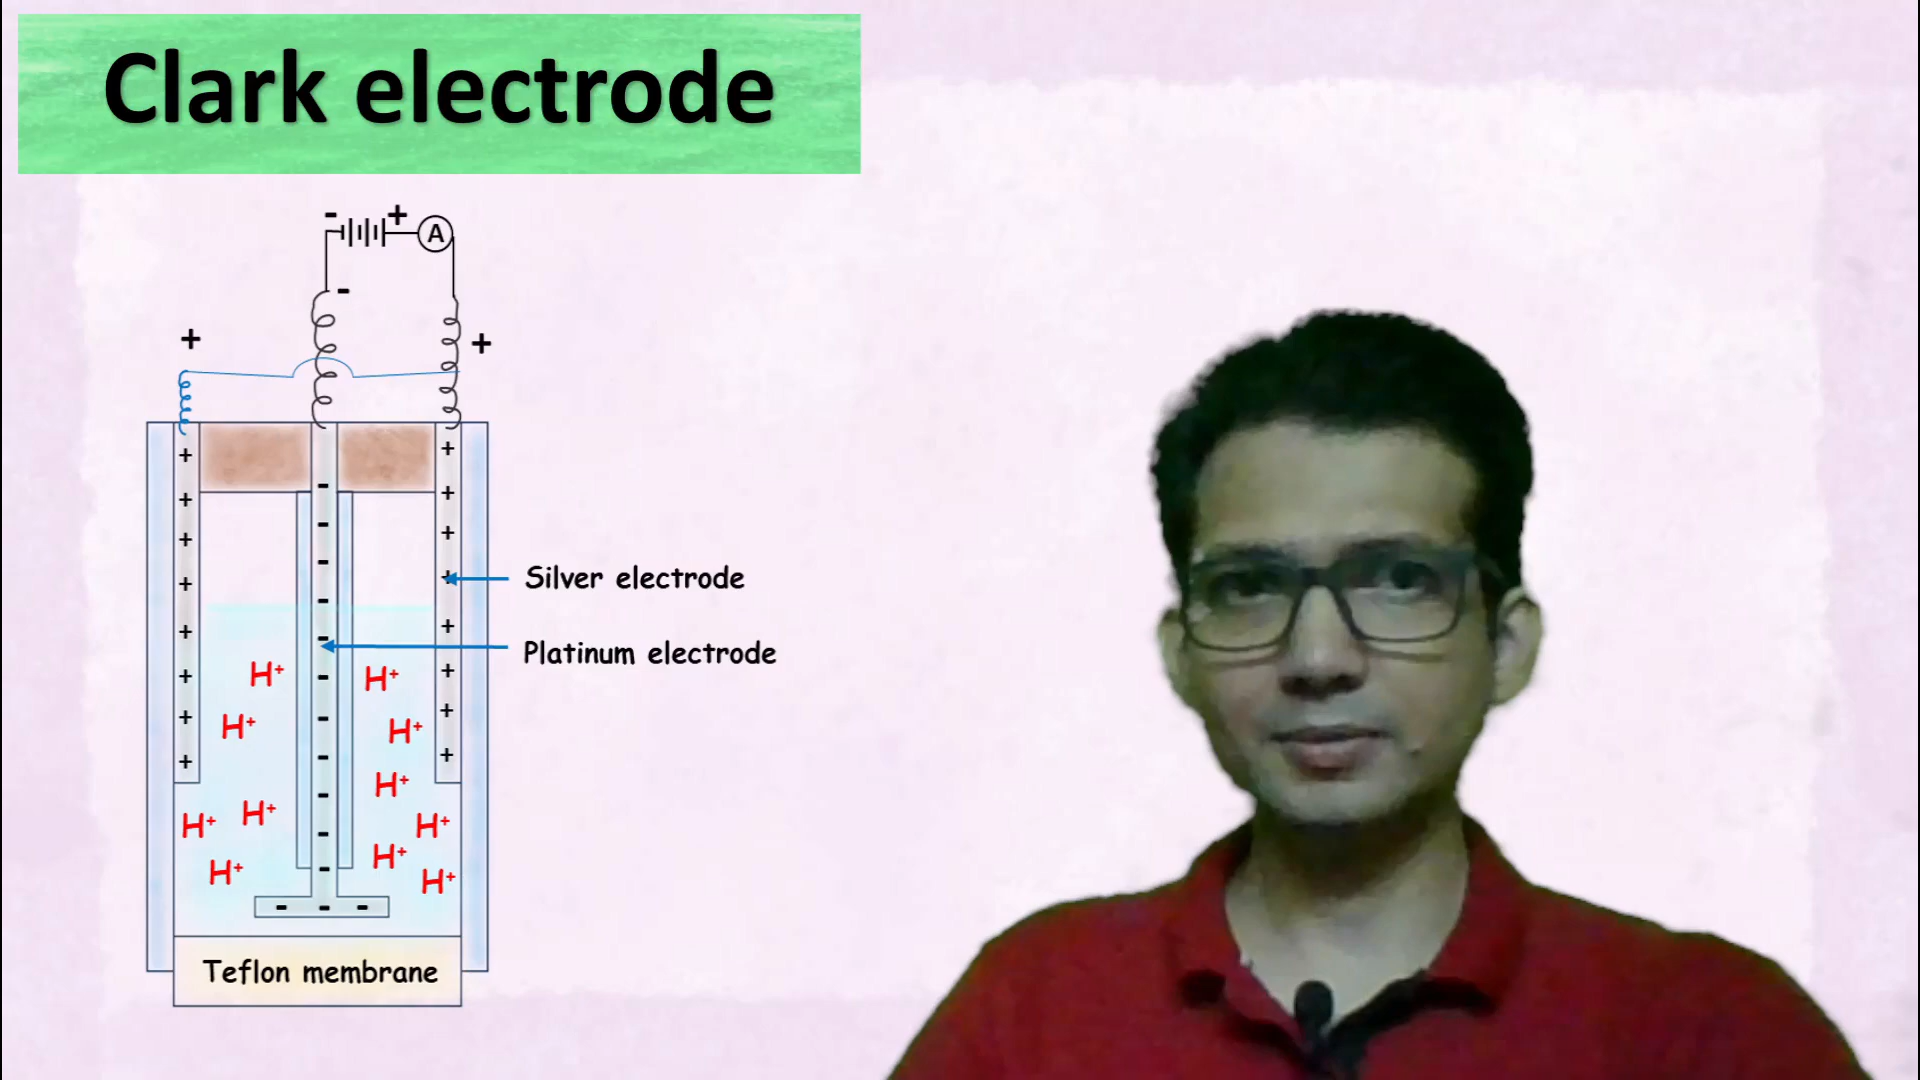 Clark electrode
- +
A
-
+ +
Silver electrode
Platinum electrode
H⁺ H⁺
H⁺ H⁺
H⁺
H⁺ H⁺ H⁺
H⁺ H⁺
H⁺
Teflon membrane